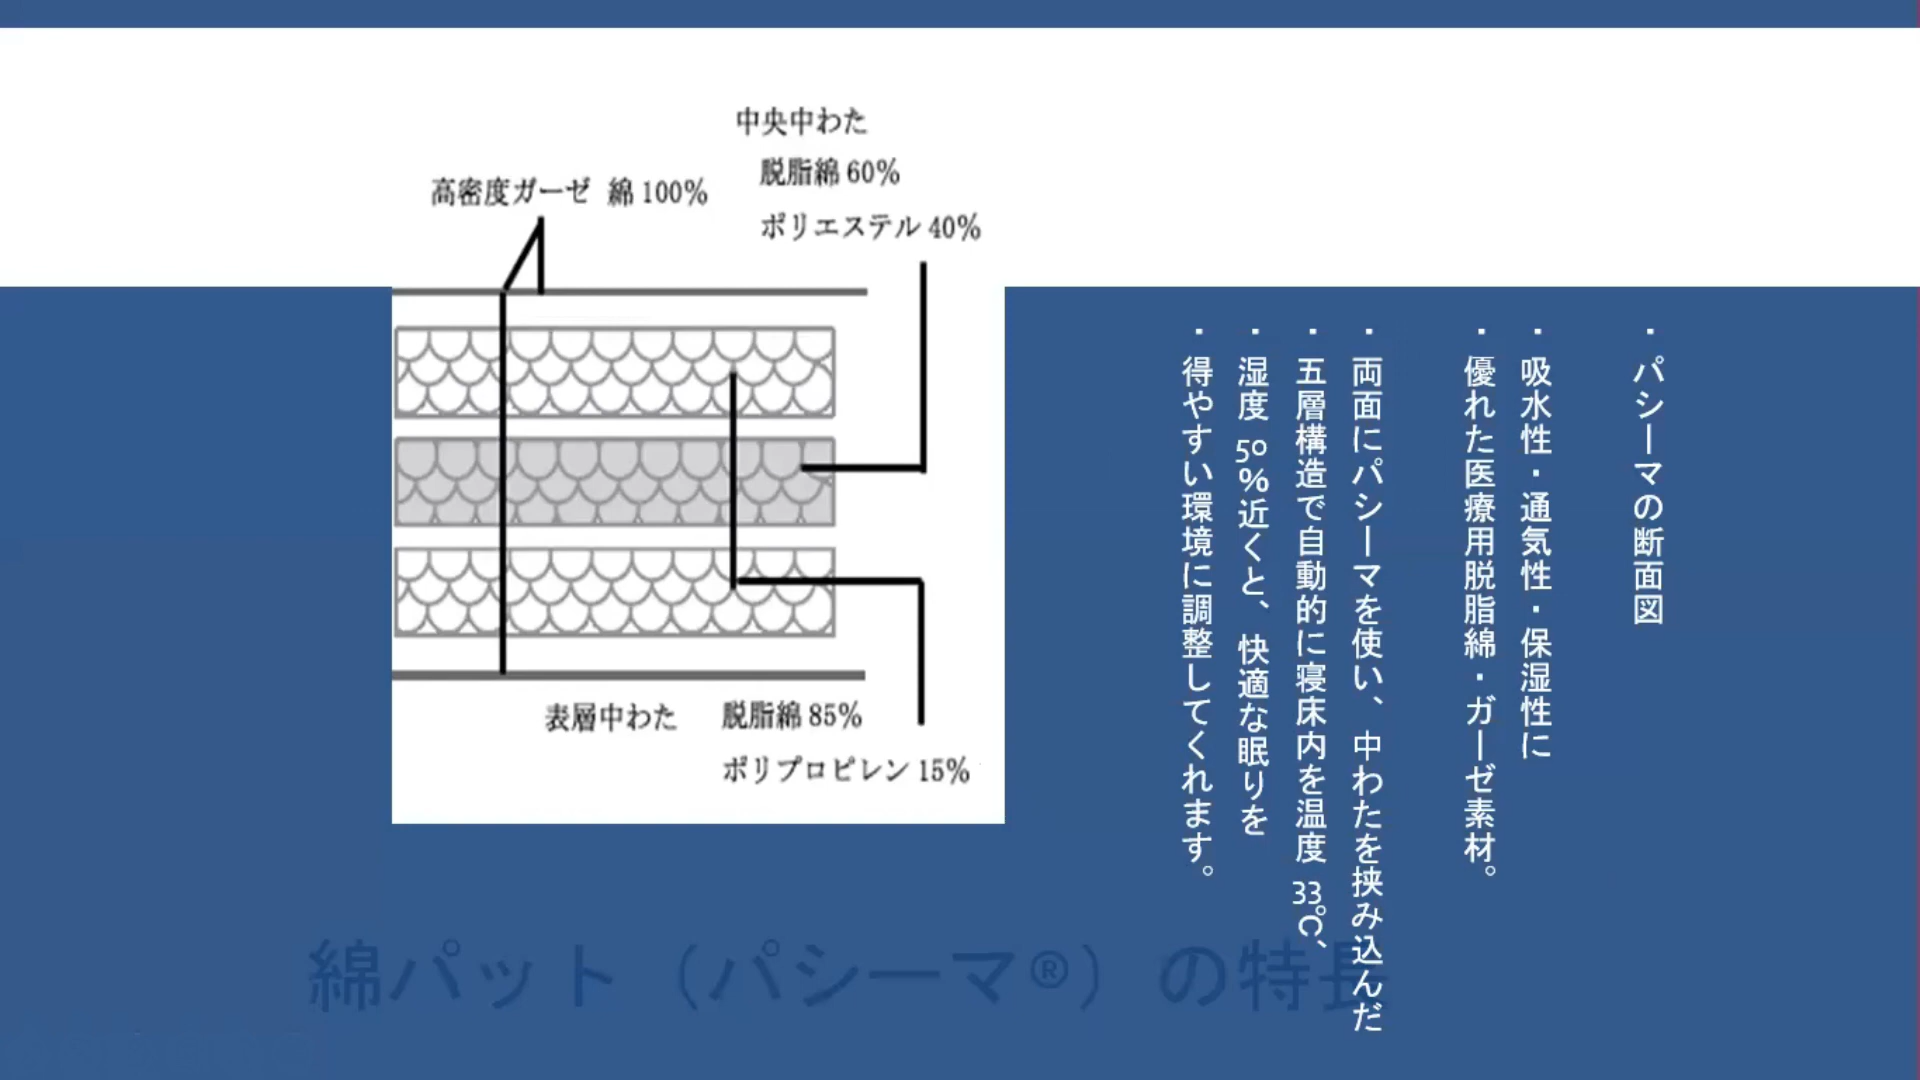 中央中わた
脱脂綿 60%
ポリエステル 40%
高密度ガーゼ 綿 100%
表層中わた 脱脂綿 85%
ポリプロピレン 15%
・パシーマの断面図
・吸水性・通気性・保湿性に
・優れた医療用脱脂綿・ガーゼ素材。
・両面にパシーマを使い、中わたを挟み込んだ
・五層構造で自動的に寝床内を温度 33℃、
・湿度 50%近くと、快適な眠りを
・得やすい環境に調整してくれます。
綿パット（パシーマ®）の特長